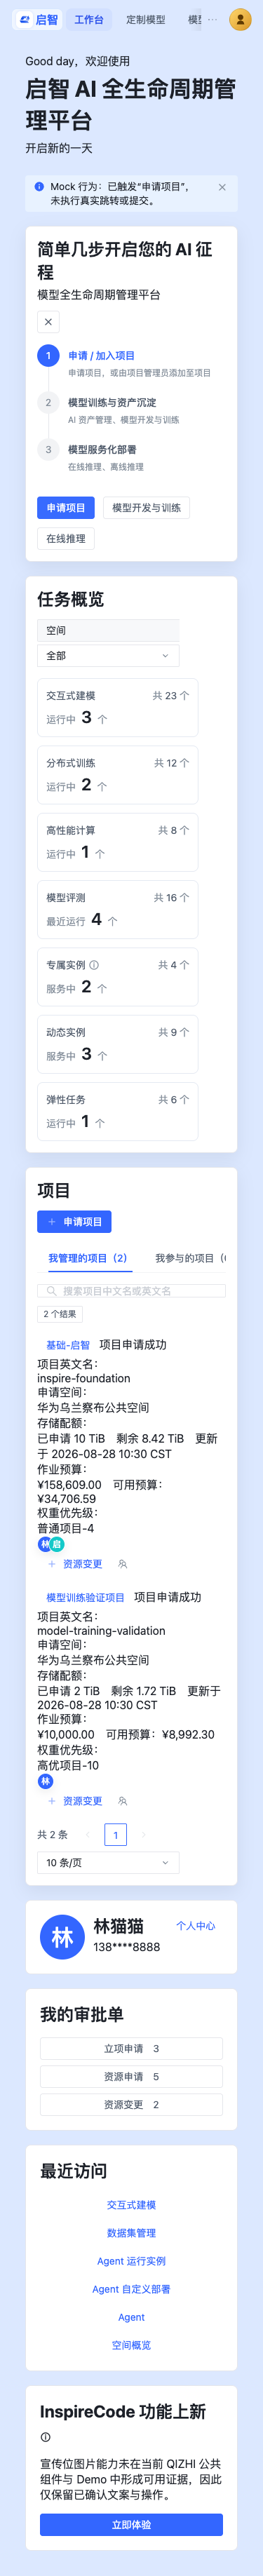 启智 工作台 定制模型 模型 ···
Good day，欢迎使用
启智 AI 全生命周期管
理平台
开启新的一天
Mock 行为：已触发“申请项目”，
未执行真实跳转或提交。
简单几步开启您的 AI 征
程
模型全生命周期管理平台
1 申请 / 加入项目
申请项目，或由项目管理员添加至项目
2 模型训练与资产沉淀
AI 资产管理、模型开发与训练
3 模型服务化部署
在线推理、离线推理
申请项目 模型开发与训练
在线推理
任务概览
空间
全部
交互式建模 共 23 个
运行中 3 个
分布式训练 共 12 个
运行中 2 个
高性能计算 共 8 个
运行中 1 个
模型评测 共 16 个
最近运行 4 个
专属实例 共 4 个
服务中 2 个
动态实例 共 9 个
服务中 3 个
弹性任务 共 6 个
运行中 1 个
项目
+ 申请项目
我管理的项目（2） 我参与的项目（
搜索项目中文名或英文名
2 个结果
基础-启智 项目申请成功
项目英文名：
inspire-foundation
申请空间：
华为乌兰察布公共空间
存储配额：
已申请 10 TiB 剩余 8.42 TiB 更新
于 2026-08-28 10:30 CST
作业预算：
¥158,609.00 可用预算：
¥34,706.59
权重优先级：
普通项目-4
林 启
+ 资源变更
模型训练验证项目 项目申请成功
项目英文名：
model-training-validation
申请空间：
华为乌兰察布公共空间
存储配额：
已申请 2 TiB 剩余 1.72 TiB 更新于
2026-08-28 10:30 CST
作业预算：
¥10,000.00 可用预算：¥8,992.30
权重优先级：
高优项目-10
林
+ 资源变更
共 2 条 1
10 条/页
林 林猫猫 个人中心
138****8888
我的审批单
立项申请 3
资源申请 5
资源变更 2
最近访问
交互式建模
数据集管理
Agent 运行实例
Agent 自定义部署
Agent
空间概览
InspireCode 功能上新
宣传位图片能力未在当前 QIZHI 公共
组件与 Demo 中形成可用证据，因此
仅保留已确认文案与操作。
立即体验